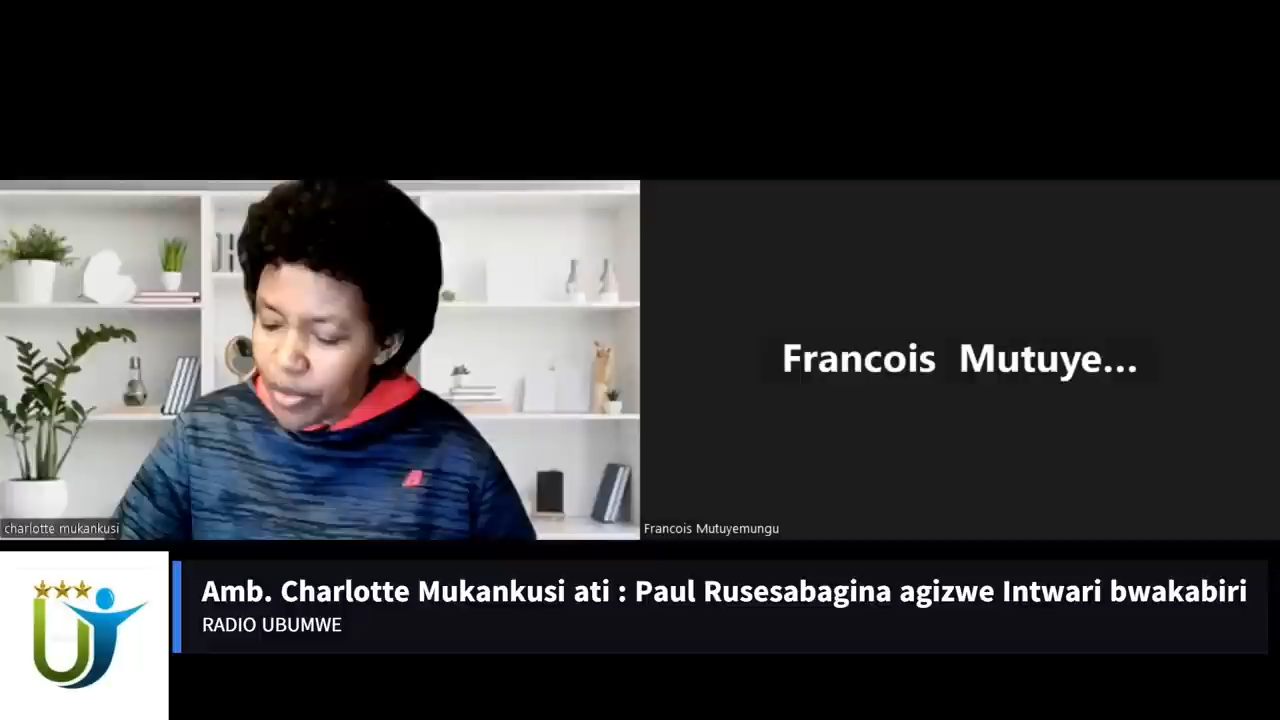 Francois Mutuye...
charlotte mukankusi
Francois Mutuyemungu
Amb. Charlotte Mukankusi ati : Paul Rusesabagina agizwe Intwari bwakabiri
RADIO UBUMWE